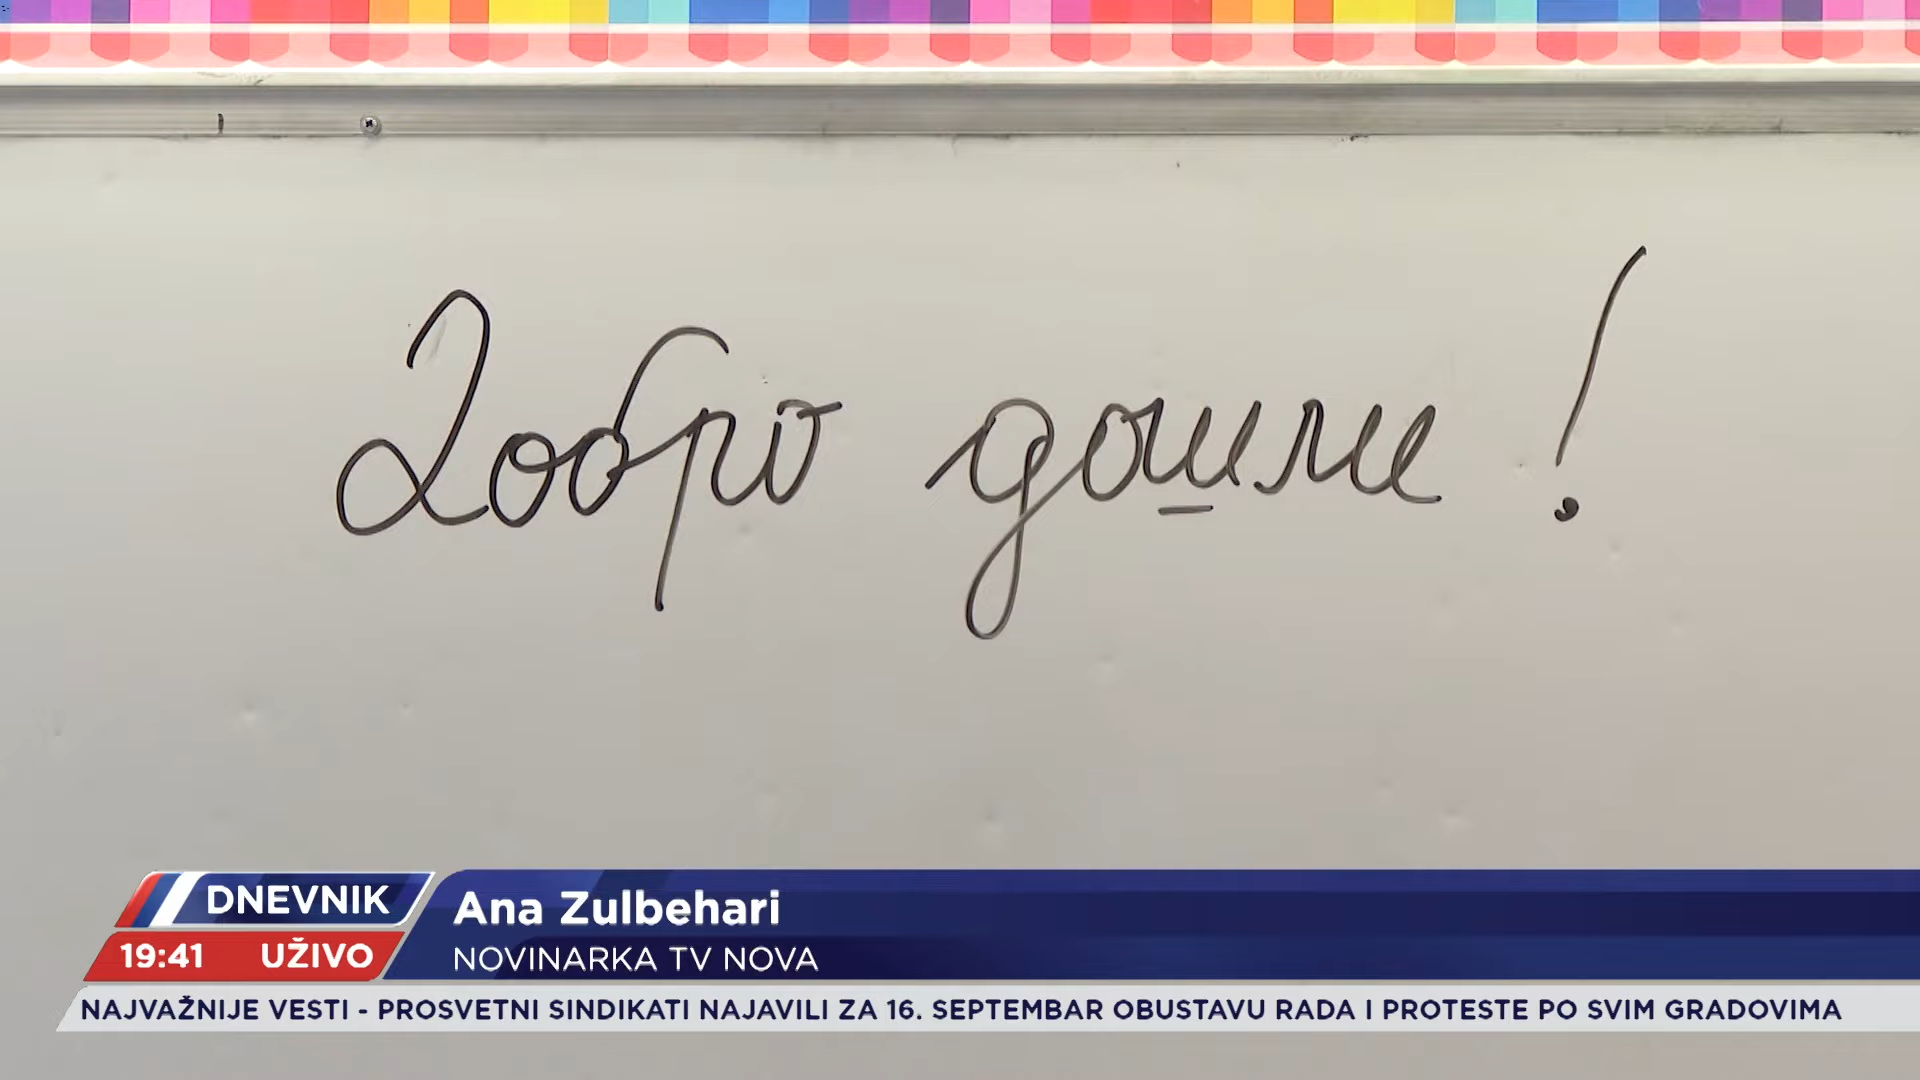 Добро дошли!
DNEVNIK
Ana Zulbehari
19:41 UŽIVO
NOVINARKA TV NOVA
NAJVAŽNIJE VESTI - PROSVETNI SINDIKATI NAJAVILI ZA 16. SEPTEMBAR OBUSTAVU RADA I PROTESTE PO SVIM GRADOVIMA